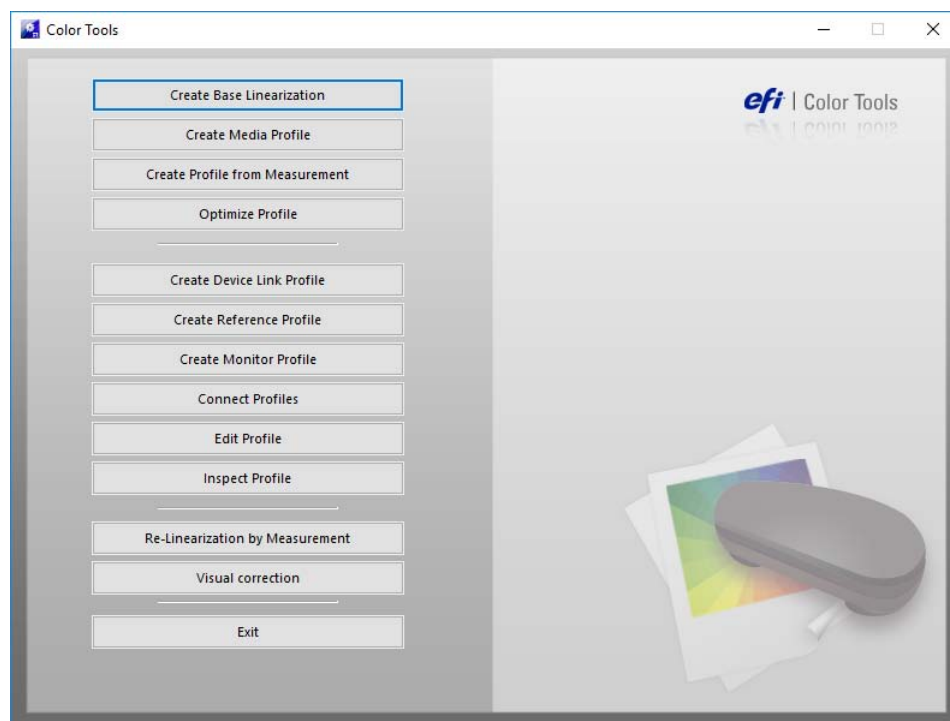 Color Tools
Create Base Linearization
efi | Color Tools
Create Media Profile
Create Profile from Measurement
Optimize Profile
Create Device Link Profile
Create Reference Profile
Create Monitor Profile
Connect Profiles
Edit Profile
Inspect Profile
Re-Linearization by Measurement
Visual correction
Exit